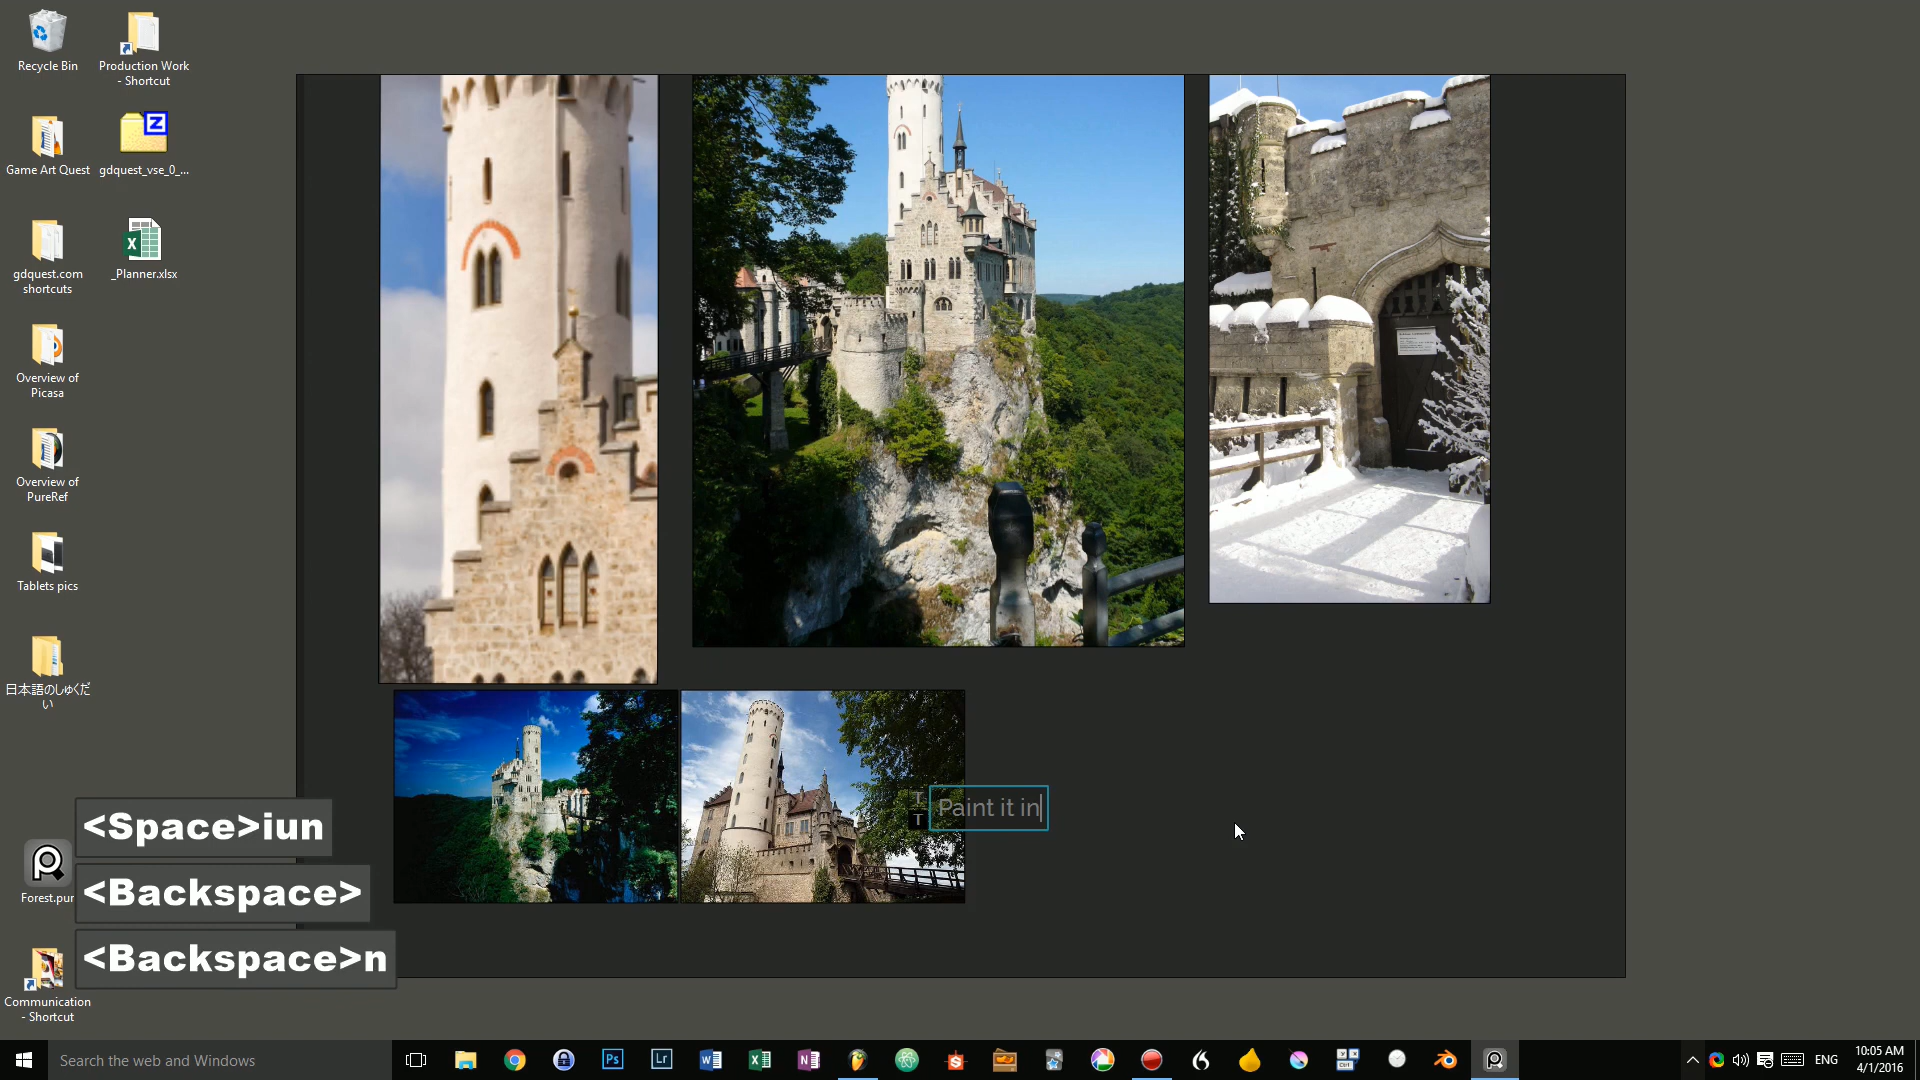 Recycle Bin
Production Work
- Shortcut
Game Art Quest
gdquest_vse_0_...
gdquest.com
shortcuts
_Planner.xlsx
Overview of
Picasa
Overview of
PureRef
Tablets pics
日本語のしゅくだ
い
Paint it in
T
T
<Space>iun
<Backspace>
<Backspace>n
Forest.pur
Communication
- Shortcut
Search the web and Windows
Ps
Lr
ENG
10:05 AM
4/1/2016